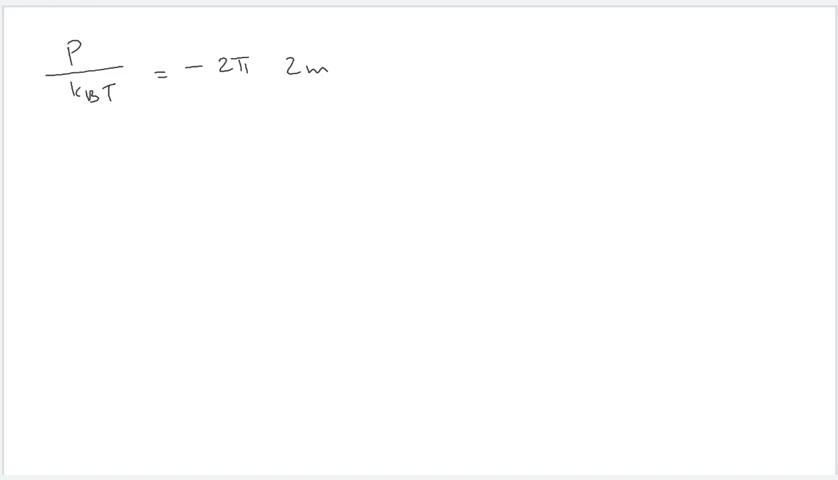 P / k_B T = - 2π 2m